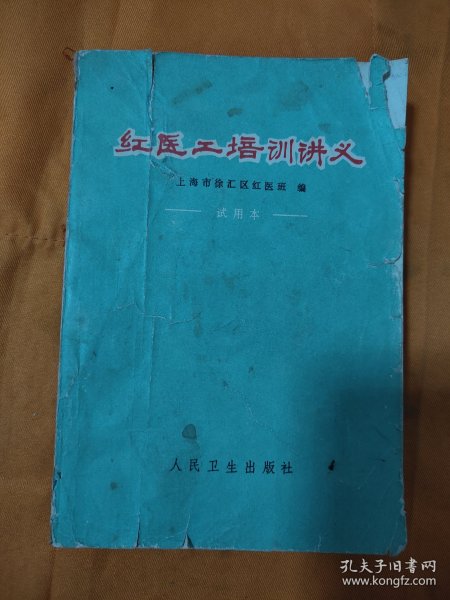 红医工培训讲义
上海市徐汇区红医班 编
试用本
人民卫生出版社
孔夫子旧书网
www.kongfz.com